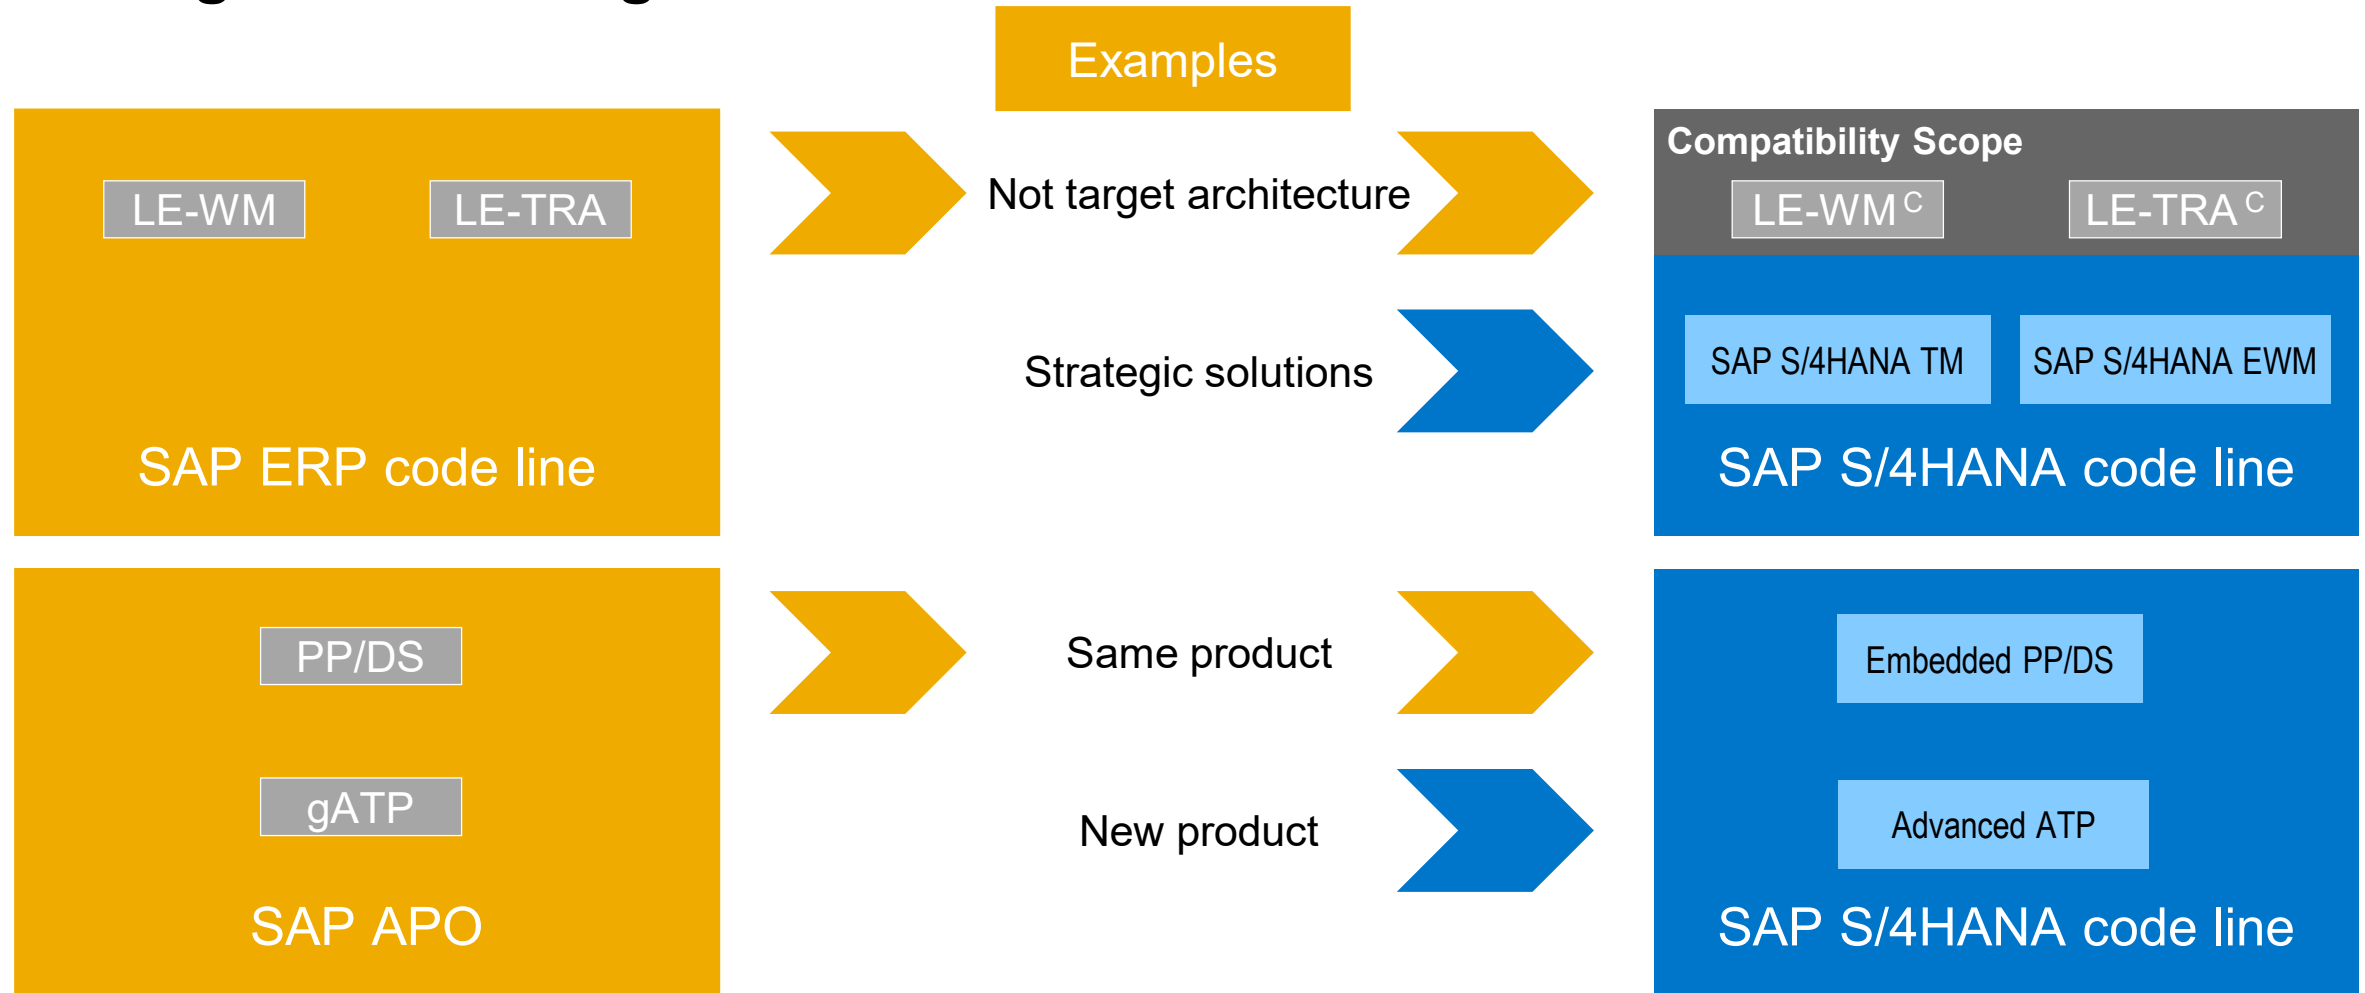 Examples
LE-WM
LE-TRA
SAP ERP code line
Not target architecture
Strategic solutions
Compatibility Scope
LE-WM C
LE-TRA C
SAP S/4HANA TM
SAP S/4HANA EWM
SAP S/4HANA code line
PP/DS
gATP
SAP APO
Same product
New product
Embedded PP/DS
Advanced ATP
SAP S/4HANA code line